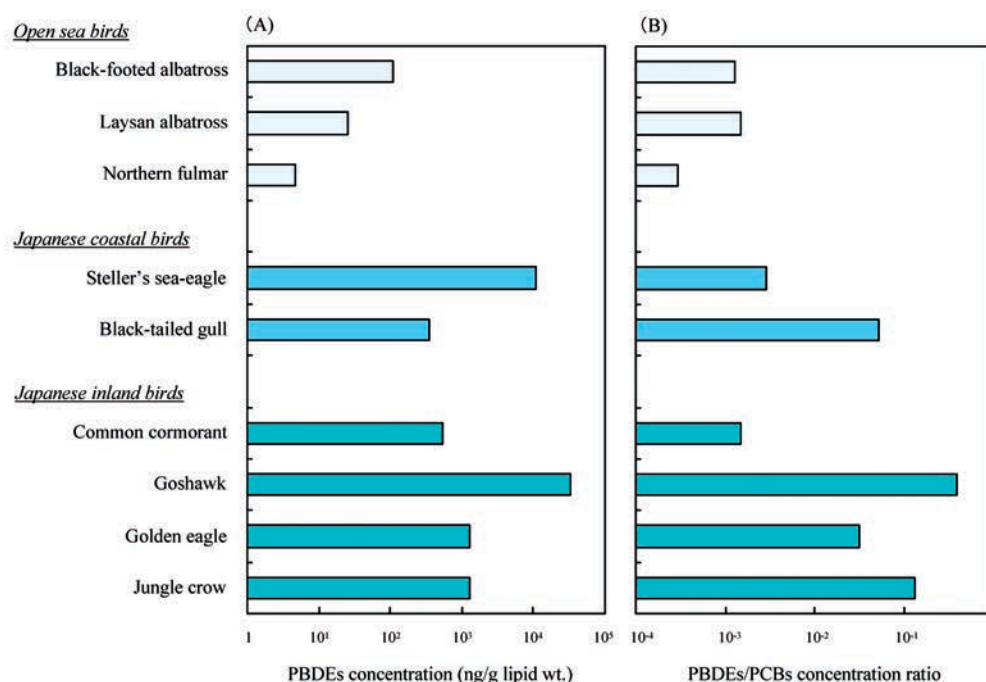 (A)
(B)
Open sea birds
Black-footed albatross
Laysan albatross
Northern fulmar
Japanese coastal birds
Steller's sea-eagle
Black-tailed gull
Japanese inland birds
Common cormorant
Goshawk
Golden eagle
Jungle crow
1 10¹ 10² 10³ 10⁴ 10⁵
10⁻⁴ 10⁻³ 10⁻² 10⁻¹
PBDEs concentration (ng/g lipid wt.)
PBDEs/PCBs concentration ratio